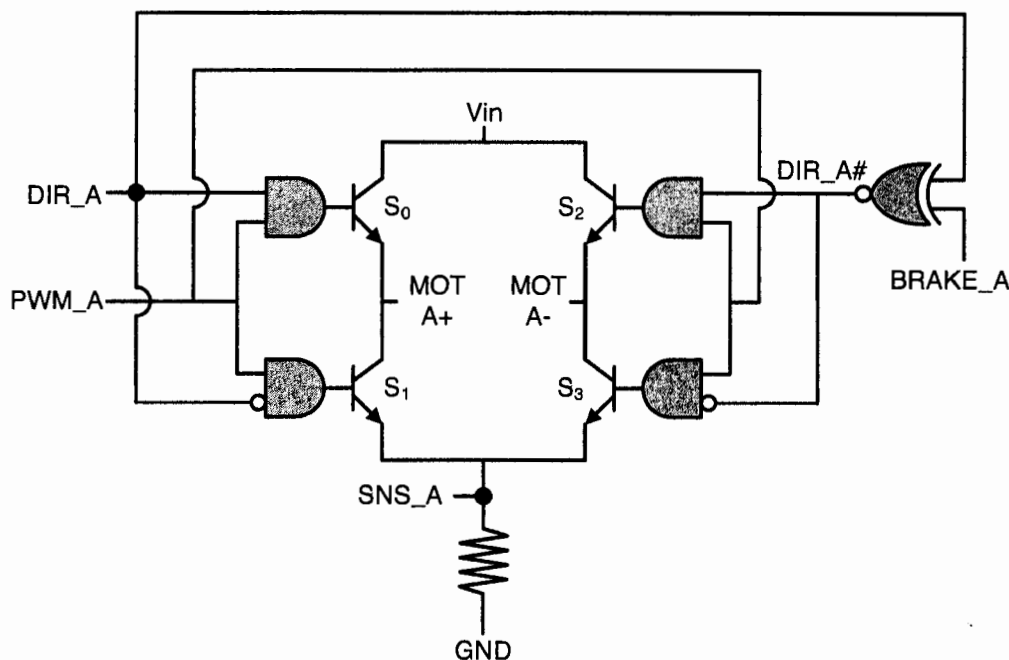 Vin
DIR_A
S0
S2
DIR_A#
PWM_A
MOT
A+
MOT
A-
BRAKE_A
S1
S3
SNS_A
GND